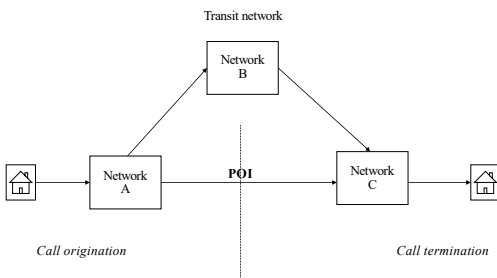 Transit network
Network
B
Network
A
POI
Network
C
Call origination
Call termination